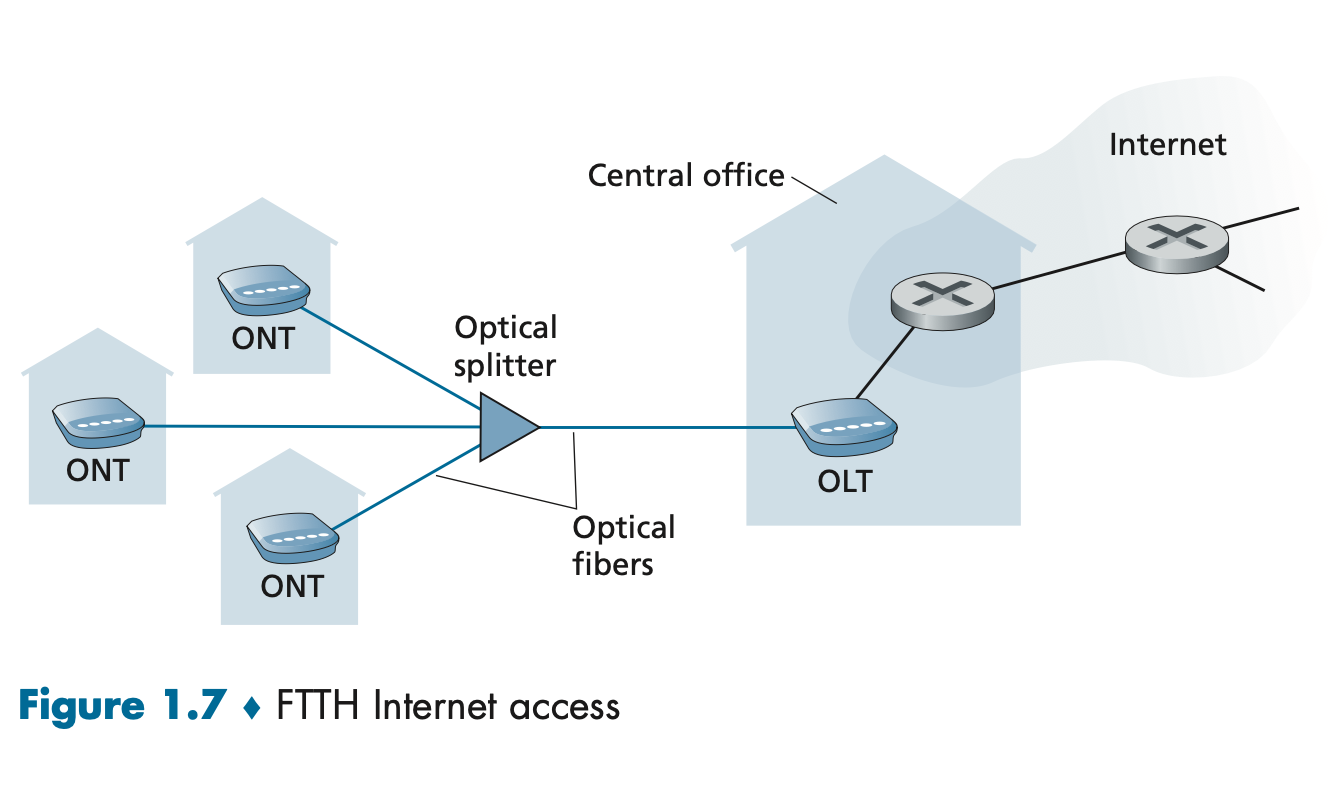 Internet
Central office
ONT
Optical
splitter
ONT
OLT
Optical
fibers
ONT
Figure 1.7 ♦ FTTH Internet access